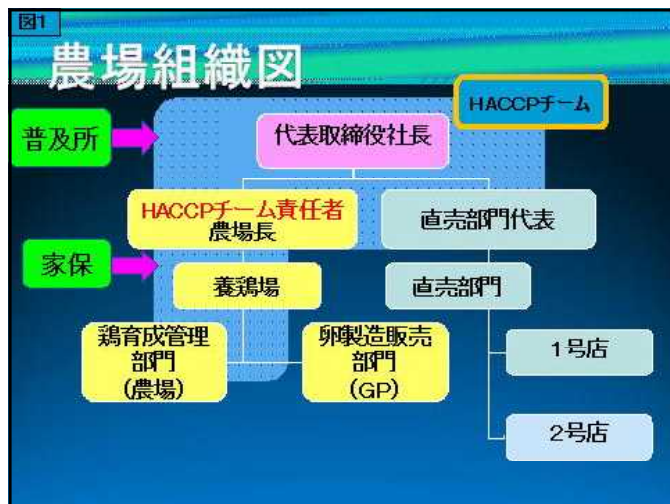 図1
農場組織図
HACCPチーム
普及所
代表取締役社長
HACCPチーム責任者
農場長
直売部門代表
家保
養鶏場
直売部門
鶏育成管理
部門
(農場)
卵製造販売
部門
(GP)
1号店
2号店